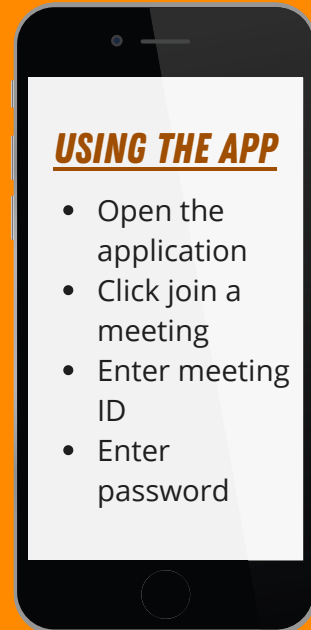 USING THE APP
• Open the
application
• Click join a
meeting
• Enter meeting
ID
• Enter
password